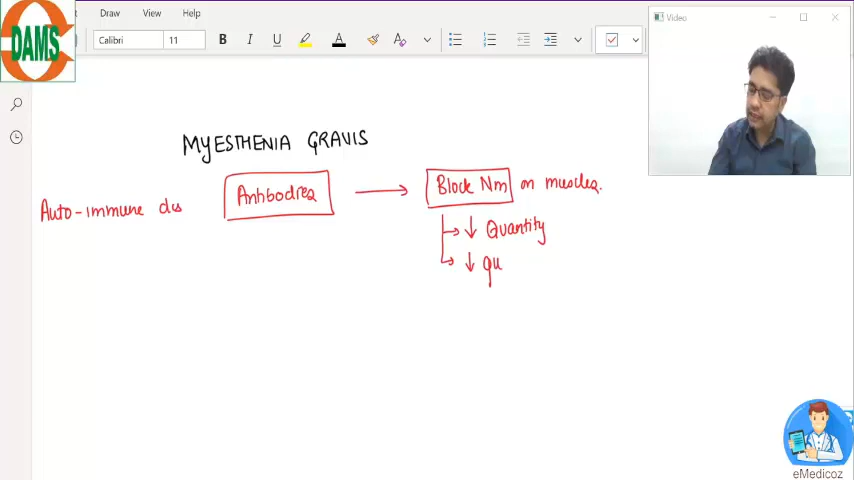 DAMS
Draw View Help
Calibri 11 B I U A
Video
MYESTHENIA GRAVIS
Auto-immune dis
Antibodies
Block Nm on muscles.
↓ Quantity
↓ qu
eMedicoz